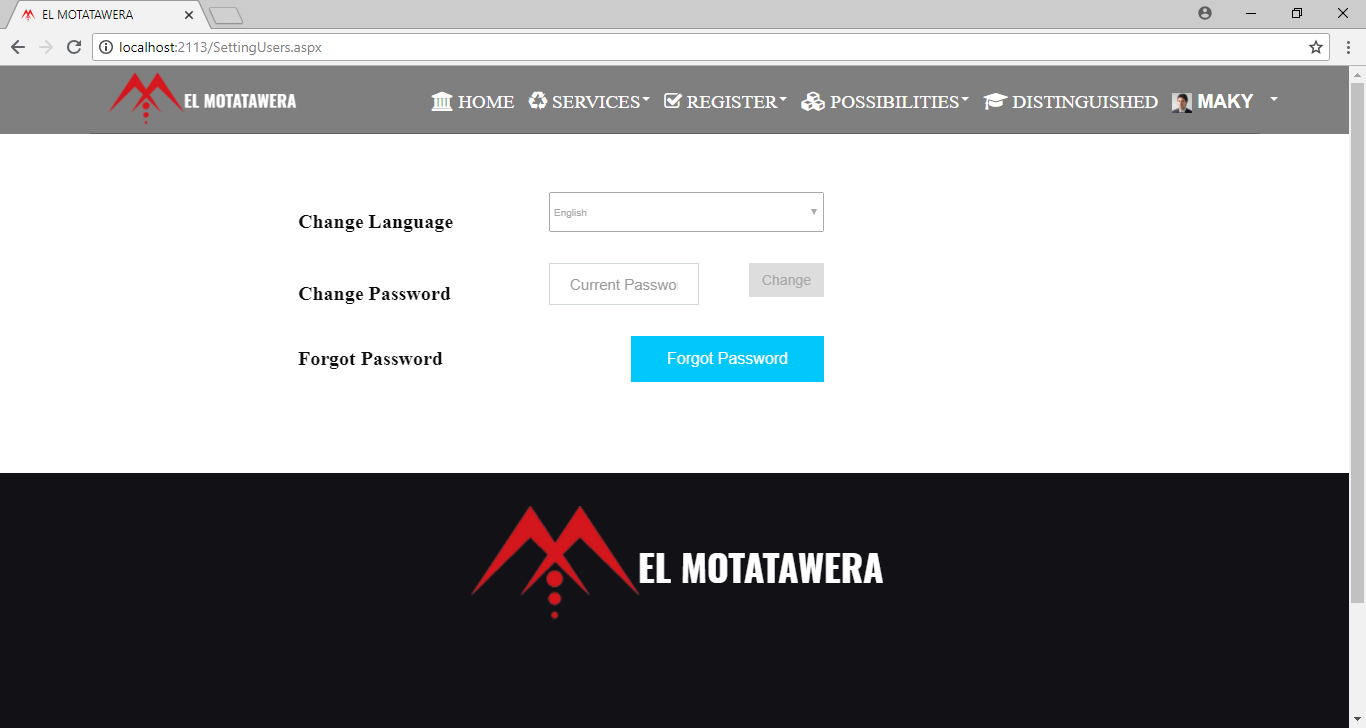 EL MOTATAWERA
localhost:2113/SettingUsers.aspx
EL MOTATAWERA
HOME SERVICES REGISTER POSSIBILITIES DISTINGUISHED MAKY
Change Language
English
Change Password
Current Passwo
Change
Forgot Password
Forgot Password
EL MOTATAWERA